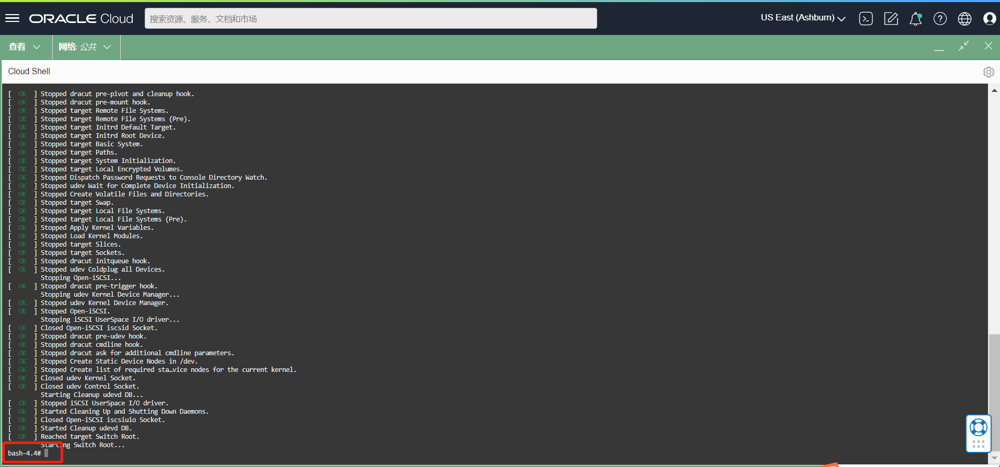 ORACLE Cloud
搜索资源、服务、文档和市场
US East (Ashburn)
查看
网络: 公共
Cloud Shell
[  OK  ] Stopped dracut pre-pivot and cleanup hook.
[  OK  ] Stopped dracut pre-mount hook.
[  OK  ] Stopped target Remote File Systems.
[  OK  ] Stopped target Remote File Systems (Pre).
[  OK  ] Stopped target Initrd Default Target.
[  OK  ] Stopped target Initrd Root Device.
[  OK  ] Stopped target Basic System.
[  OK  ] Stopped target Paths.
[  OK  ] Stopped target System Initialization.
[  OK  ] Stopped target Local Encrypted Volumes.
[  OK  ] Stopped Dispatch Password Requests to Console Directory Watch.
[  OK  ] Stopped udev Wait for Complete Device Initialization.
[  OK  ] Stopped Create Volatile Files and Directories.
[  OK  ] Stopped target Swap.
[  OK  ] Stopped target Local File Systems.
[  OK  ] Stopped target Local File Systems (Pre).
[  OK  ] Stopped Apply Kernel Variables.
[  OK  ] Stopped Load Kernel Modules.
[  OK  ] Stopped target Slices.
[  OK  ] Stopped target Sockets.
[  OK  ] Stopped dracut initqueue hook.
[  OK  ] Stopped udev Coldplug all Devices.
Stopping Open-iSCSI...
[  OK  ] Stopped dracut pre-trigger hook.
Stopping udev Kernel Device Manager...
[  OK  ] Stopped udev Kernel Device Manager.
[  OK  ] Stopped Open-iSCSI.
Stopping iSCSI UserSpace I/O driver...
[  OK  ] Closed Open-iSCSI iscsid Socket.
[  OK  ] Stopped dracut pre-udev hook.
[  OK  ] Stopped dracut cmdline hook.
[  OK  ] Stopped dracut ask for additional cmdline parameters.
[  OK  ] Stopped Create Static Device Nodes in /dev.
[  OK  ] Stopped Create list of required sta…vice nodes for the current kernel.
[  OK  ] Closed udev Kernel Socket.
[  OK  ] Closed udev Control Socket.
Starting Cleanup udevd DB...
[  OK  ] Stopped iSCSI UserSpace I/O driver.
[  OK  ] Started Cleaning Up and Shutting Down Daemons.
[  OK  ] Closed Open-iSCSI iscsiuio Socket.
[  OK  ] Started Cleanup udevd DB.
[  OK  ] Reached target Switch Root.
Starting Switch Root...
bash-4.4#